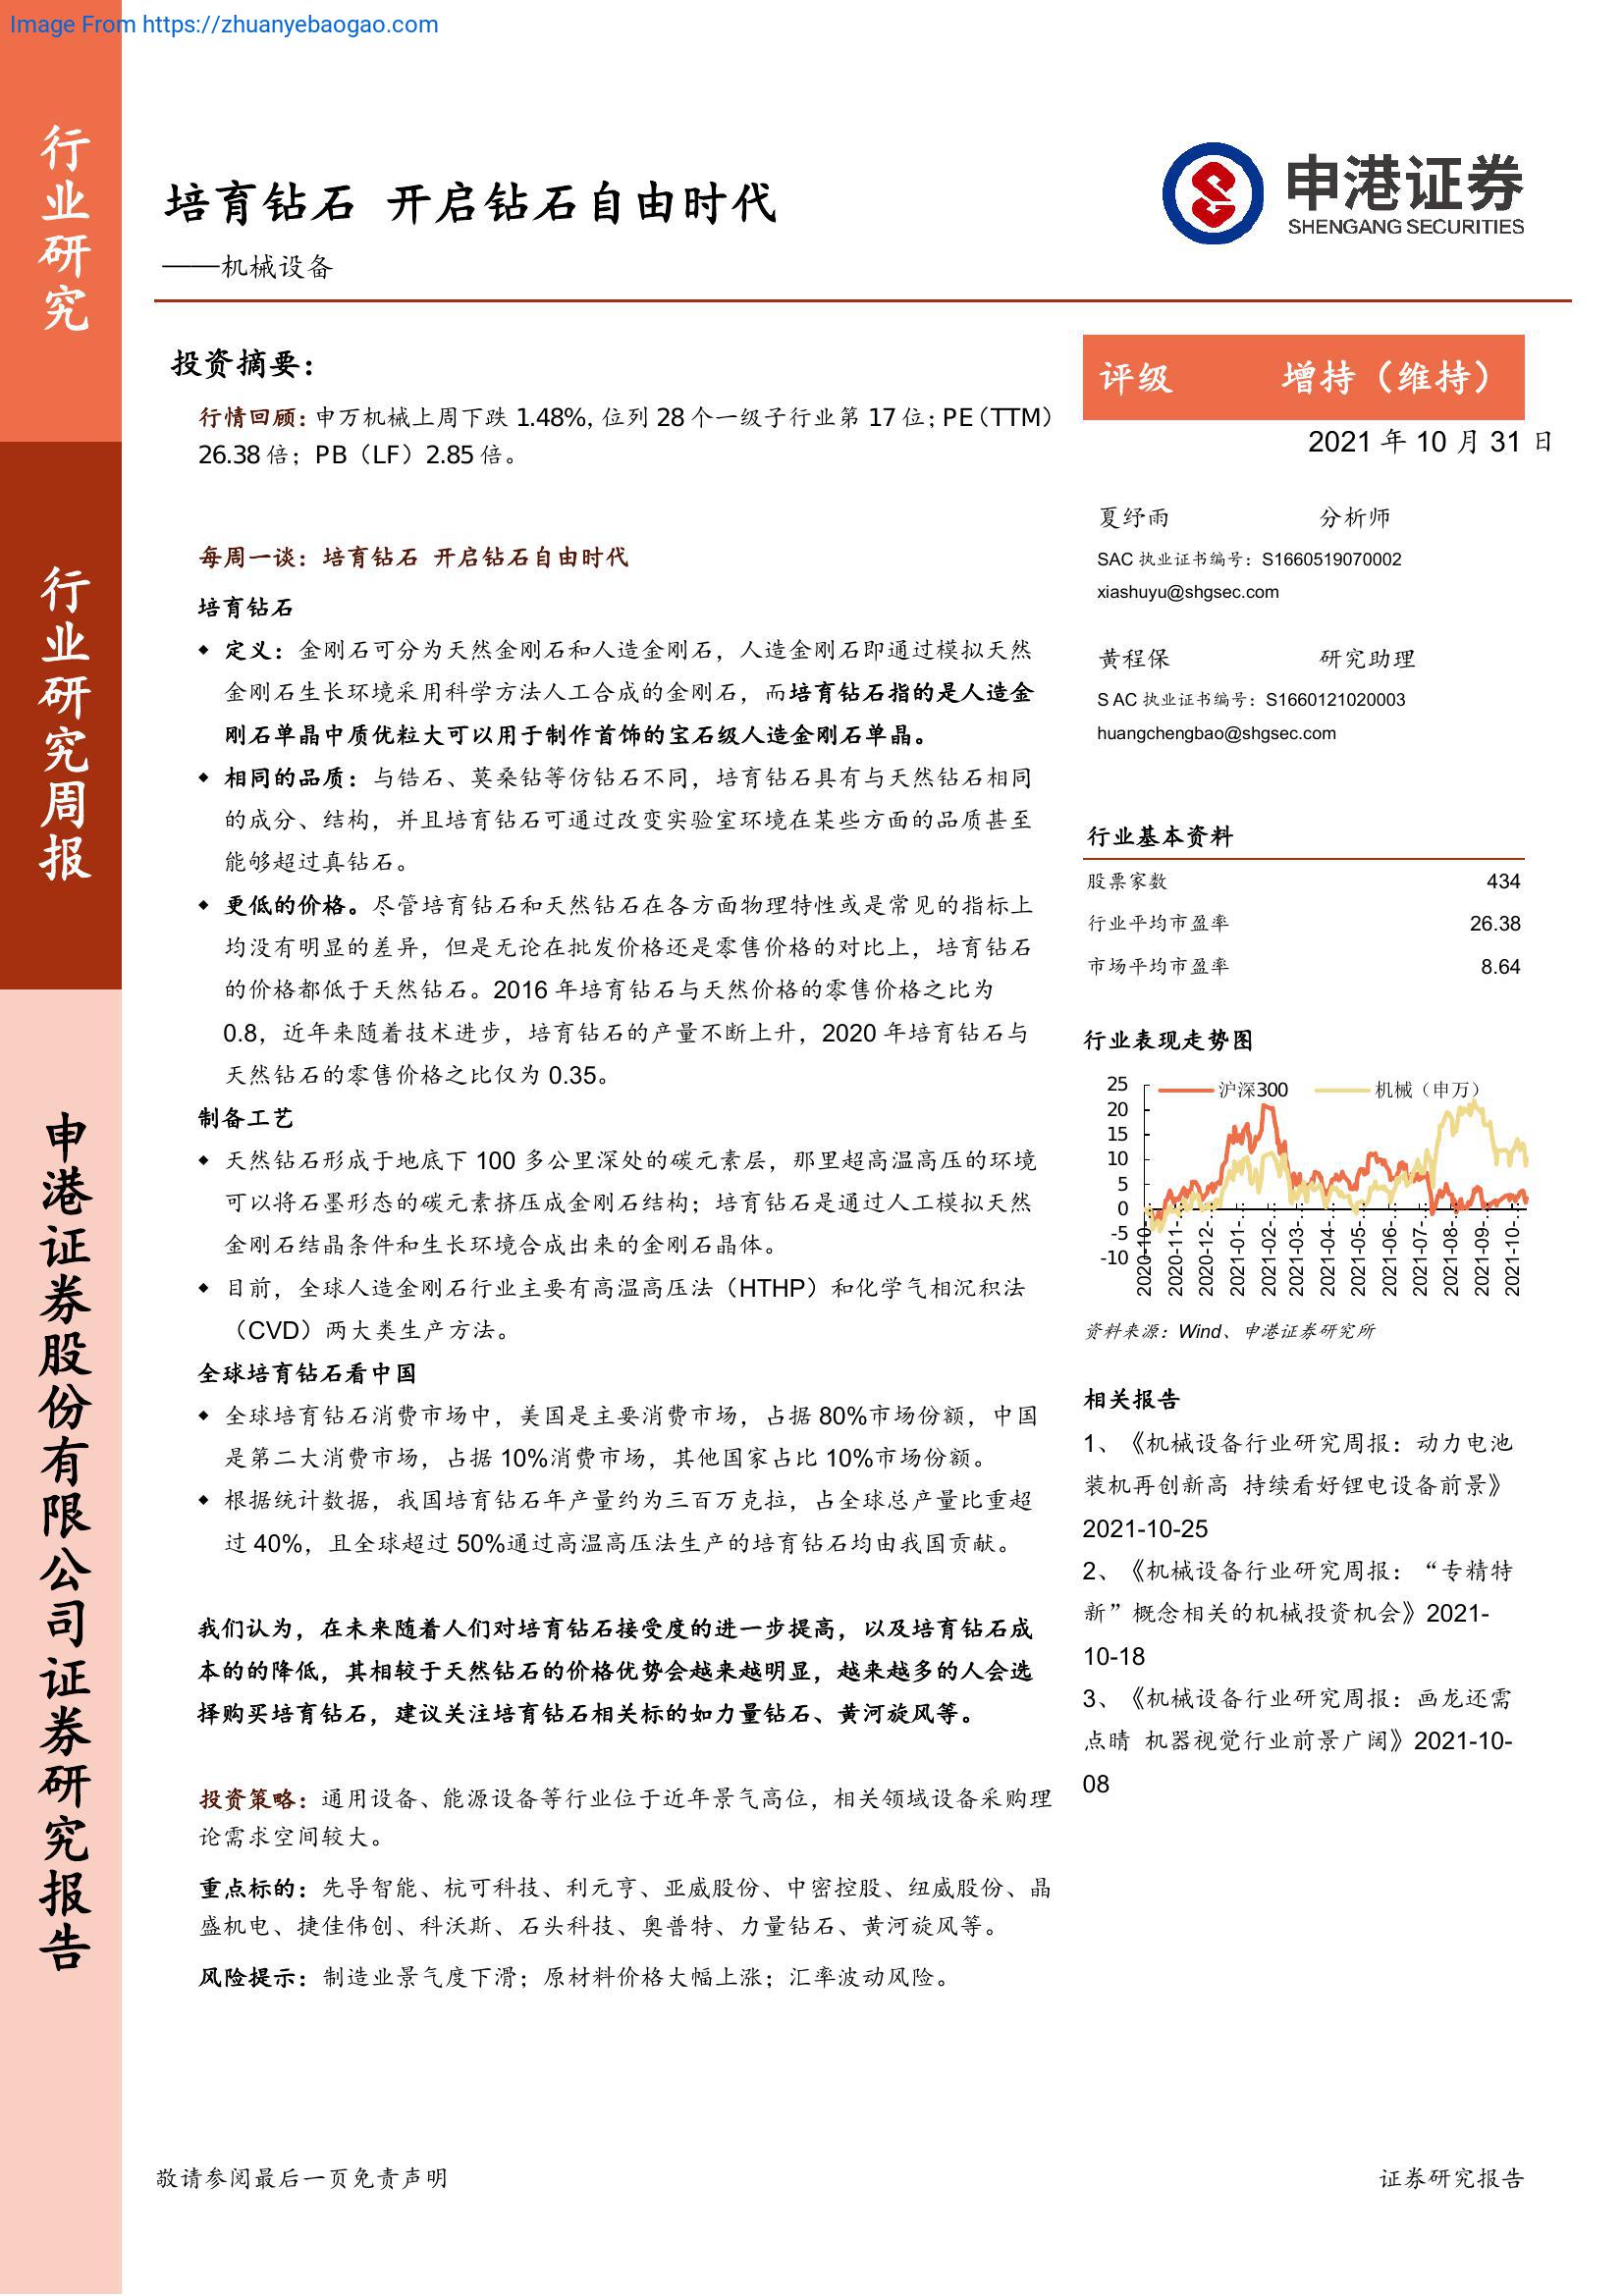 Image From https://zhuanyebaogao.com
行业研究
行业研究周报
申港证券股份有限公司证券研究报告
培育钻石 开启钻石自由时代
——机械设备
申港证券
SHENGANG SECURITIES
投资摘要：
行情回顾：申万机械上周下跌 1.48%, 位列 28 个一级子行业第 17 位；PE（TTM）
26.38 倍；PB（LF）2.85 倍。
每周一谈：培育钻石 开启钻石自由时代
培育钻石
◆ 定义：金刚石可分为天然金刚石和人造金刚石，人造金刚石即通过模拟天然
金刚石生长环境采用科学方法人工合成的金刚石，而培育钻石指的是人造金
刚石单晶中质优粒大可以用于制作首饰的宝石级人造金刚石单晶。
◆ 相同的品质：与锆石、莫桑钻等仿钻石不同，培育钻石具有与天然钻石相同
的成分、结构，并且培育钻石可通过改变实验室环境在某些方面的品质甚至
能够超过真钻石。
◆ 更低的价格。尽管培育钻石和天然钻石在各方面物理特性或是常见的指标上
均没有明显的差异，但是无论在批发价格还是零售价格的对比上，培育钻石
的价格都低于天然钻石。2016 年培育钻石与天然价格的零售价格之比为
0.8，近年来随着技术进步，培育钻石的产量不断上升，2020 年培育钻石与
天然钻石的零售价格之比仅为 0.35。
制备工艺
◆ 天然钻石形成于地底下 100 多公里深处的碳元素层，那里超高温高压的环境
可以将石墨形态的碳元素挤压成金刚石结构；培育钻石是通过人工模拟天然
金刚石结晶条件和生长环境合成出来的金刚石晶体。
◆ 目前，全球人造金刚石行业主要有高温高压法（HTHP）和化学气相沉积法
（CVD）两大类生产方法。
全球培育钻石看中国
◆ 全球培育钻石消费市场中，美国是主要消费市场，占据 80%市场份额，中国
是第二大消费市场，占据 10%消费市场，其他国家占比 10%市场份额。
◆ 根据统计数据，我国培育钻石年产量约为三百万克拉，占全球总产量比重超
过 40%，且全球超过 50%通过高温高压法生产的培育钻石均由我国贡献。
我们认为，在未来随着人们对培育钻石接受度的进一步提高，以及培育钻石成
本的的降低，其相较于天然钻石的价格优势会越来越明显，越来越多的人会选
择购买培育钻石，建议关注培育钻石相关标的如力量钻石、黄河旋风等。
投资策略：通用设备、能源设备等行业位于近年景气高位，相关领域设备采购理
论需求空间较大。
重点标的：先导智能、杭可科技、利元亨、亚威股份、中密控股、纽威股份、晶
盛机电、捷佳伟创、科沃斯、石头科技、奥普特、力量钻石、黄河旋风等。
风险提示：制造业景气度下滑；原材料价格大幅上涨；汇率波动风险。
评级 增持（维持）
2021 年 10 月 31 日
夏纾雨 分析师
SAC 执业证书编号：S1660519070002
xiashuyu@shgsec.com
黄程保 研究助理
S AC 执业证书编号：S1660121020003
huangchengbao@shgsec.com
行业基本资料
股票家数 434
行业平均市盈率 26.38
市场平均市盈率 8.64
行业表现走势图
沪深300 机械（申万）
25
20
15
10
5
0
-5
-10
2020-10-…
2020-11-…
2020-12-…
2021-01-…
2021-02-…
2021-03-…
2021-04-…
2021-05-…
2021-06-…
2021-07-…
2021-08-…
2021-09-…
2021-10-…
资料来源：Wind、申港证券研究所
相关报告
1、《机械设备行业研究周报：动力电池
装机再创新高 持续看好锂电设备前景》
2021-10-25
2、《机械设备行业研究周报：“专精特
新”概念相关的机械投资机会》2021-
10-18
3、《机械设备行业研究周报：画龙还需
点睛 机器视觉行业前景广阔》2021-10-
08
敬请参阅最后一页免责声明
证券研究报告